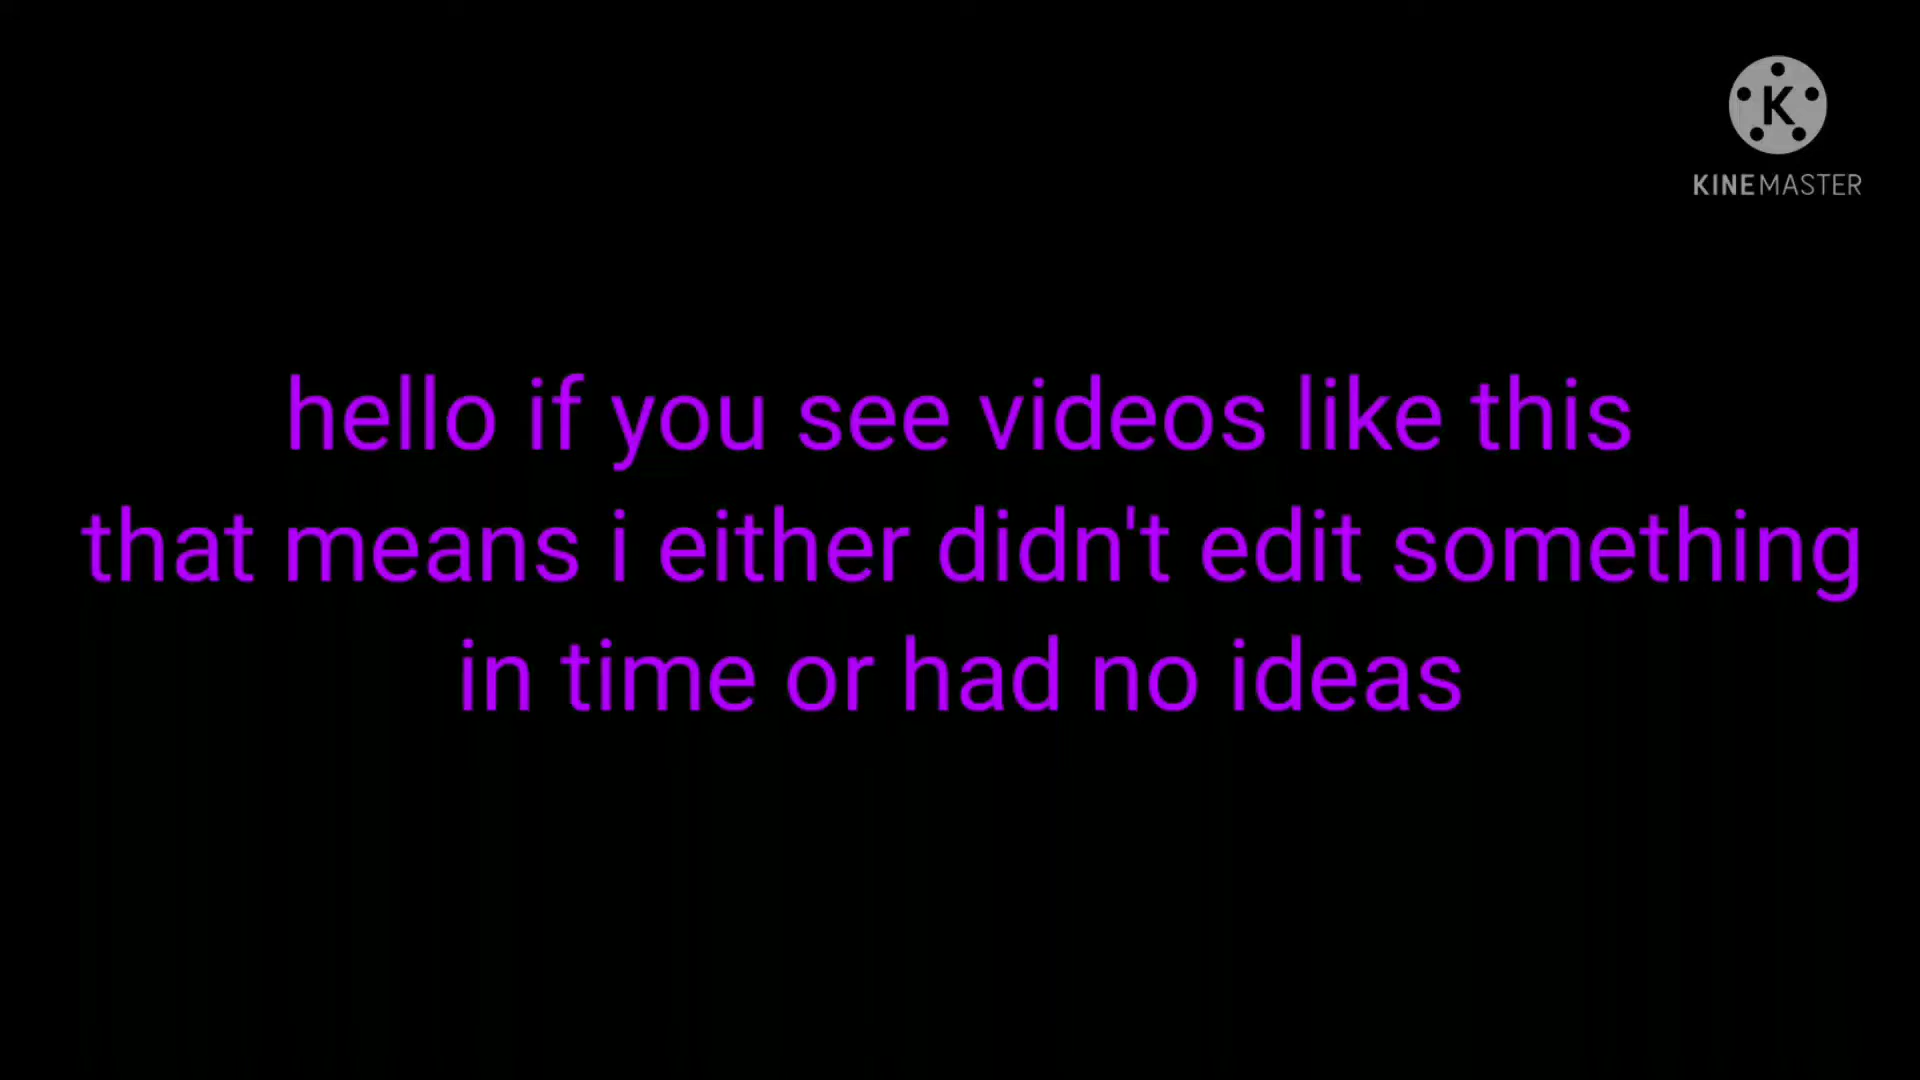 K
KINEMASTER
hello if you see videos like this
that means i either didn't edit something
in time or had no ideas